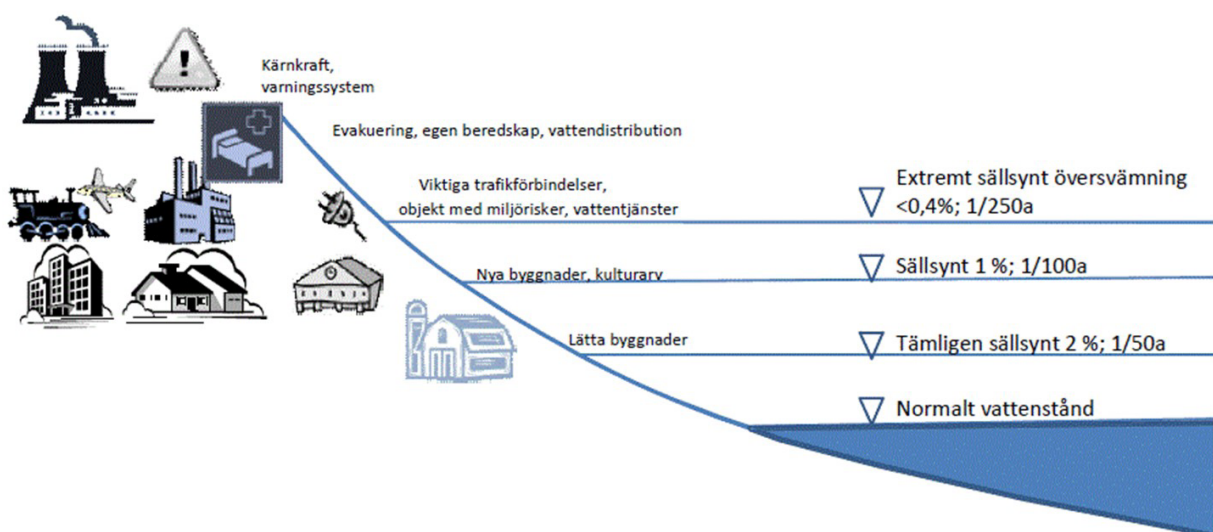 Kärnkraft,
varningssystem
Evakuering, egen beredskap, vattendistribution
Viktiga trafikförbindelser,
objekt med miljörisker, vattentjänster
Extremt sällsynt översvämning
<0,4%; 1/250a
Nya byggnader, kulturarv
Sällsynt 1 %; 1/100a
Lätta byggnader
Tämligen sällsynt 2 %; 1/50a
Normalt vattenstånd